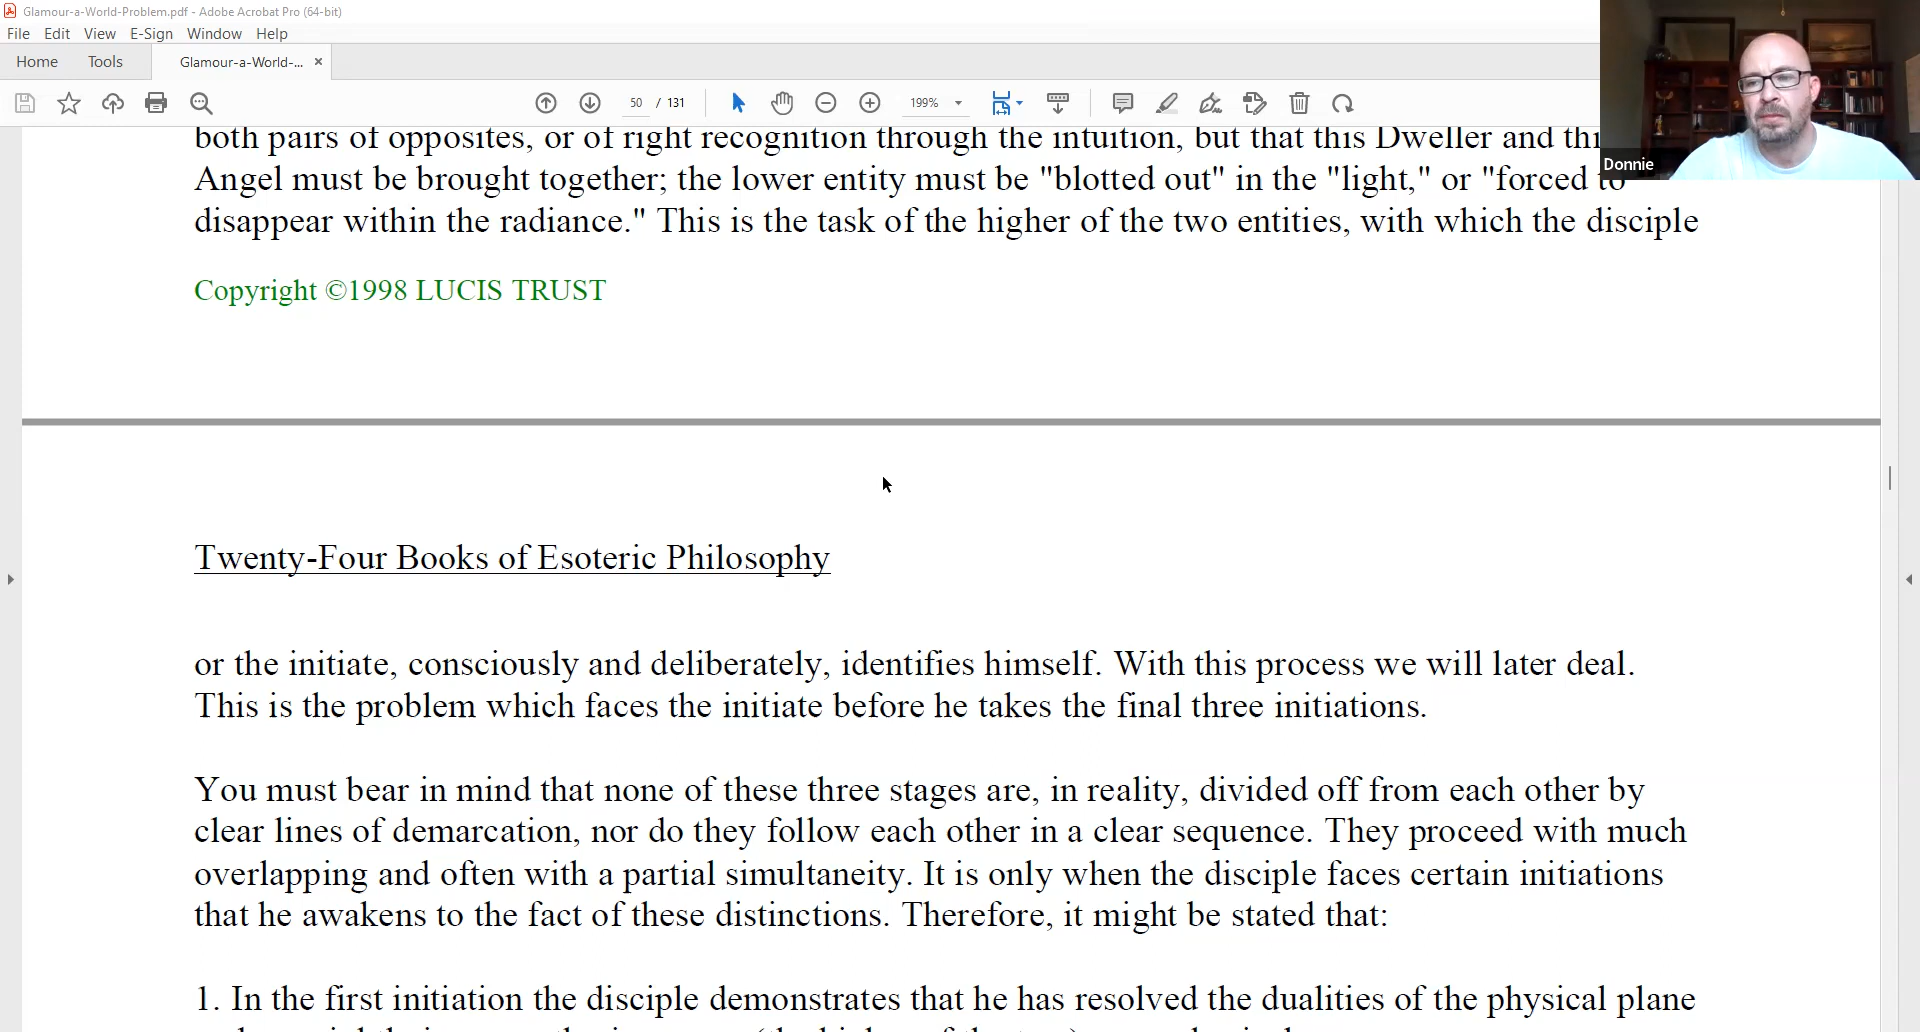 Glamour-a-World-Problem.pdf - Adobe Acrobat Pro (64-bit)
File Edit View E-Sign Window Help
Home Tools Glamour-a-World-... ×
50 / 131 199%
Donnie
both pairs of opposites, or of right recognition through the intuition, but that this Dweller and
Angel must be brought together; the lower entity must be "blotted out" in the "light," or "forced to
disappear within the radiance." This is the task of the higher of the two entities, with which the disciple
Copyright ©1998 LUCIS TRUST
Twenty-Four Books of Esoteric Philosophy
or the initiate, consciously and deliberately, identifies himself. With this process we will later deal.
This is the problem which faces the initiate before he takes the final three initiations.
You must bear in mind that none of these three stages are, in reality, divided off from each other by
clear lines of demarcation, nor do they follow each other in a clear sequence. They proceed with much
overlapping and often with a partial simultaneity. It is only when the disciple faces certain initiations
that he awakens to the fact of these distinctions. Therefore, it might be stated that:
1. In the first initiation the disciple demonstrates that he has resolved the dualities of the physical plane